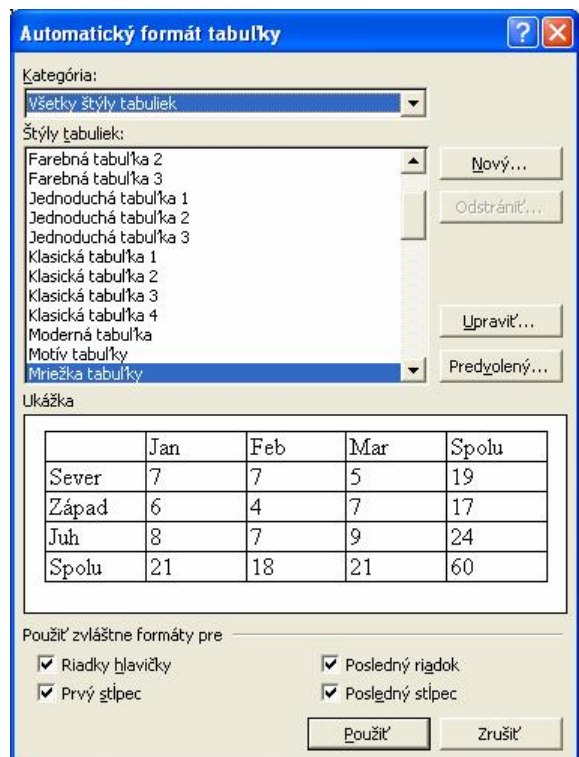 Automatický formát tabuľky
Kategória:
Všetky štýly tabuliek
Štýly tabuliek:
Farebná tabuľka 2
Farebná tabuľka 3
Jednoduchá tabuľka 1
Jednoduchá tabuľka 2
Jednoduchá tabuľka 3
Klasická tabuľka 1
Klasická tabuľka 2
Klasická tabuľka 3
Klasická tabuľka 4
Moderná tabuľka
Motív tabuľky
Mriežka tabuľky
Nový...
Odstrániť...
Upraviť...
Predvolený...
Ukážka
Jan Feb Mar Spolu
Sever 7 7 5 19
Západ 6 4 7 17
Juh 8 7 9 24
Spolu 21 18 21 60
Použiť zvláštne formáty pre
Riadky hlavičky Posledný riadok
Prvý stĺpec Posledný stĺpec
Použiť Zrušiť